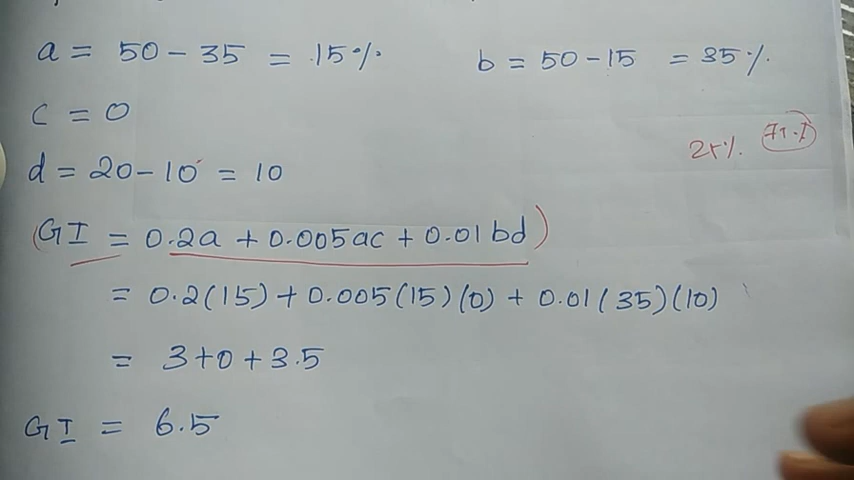 a = 50 - 35 = 15%. b = 50 - 15 = 35%.
c = 0
25%.
d = 20 - 10 = 10
(GI = 0.2a + 0.005ac + 0.01bd)
= 0.2(15) + 0.005(15)(0) + 0.01(35)(10)
= 3+0+3.5
GI = 6.5